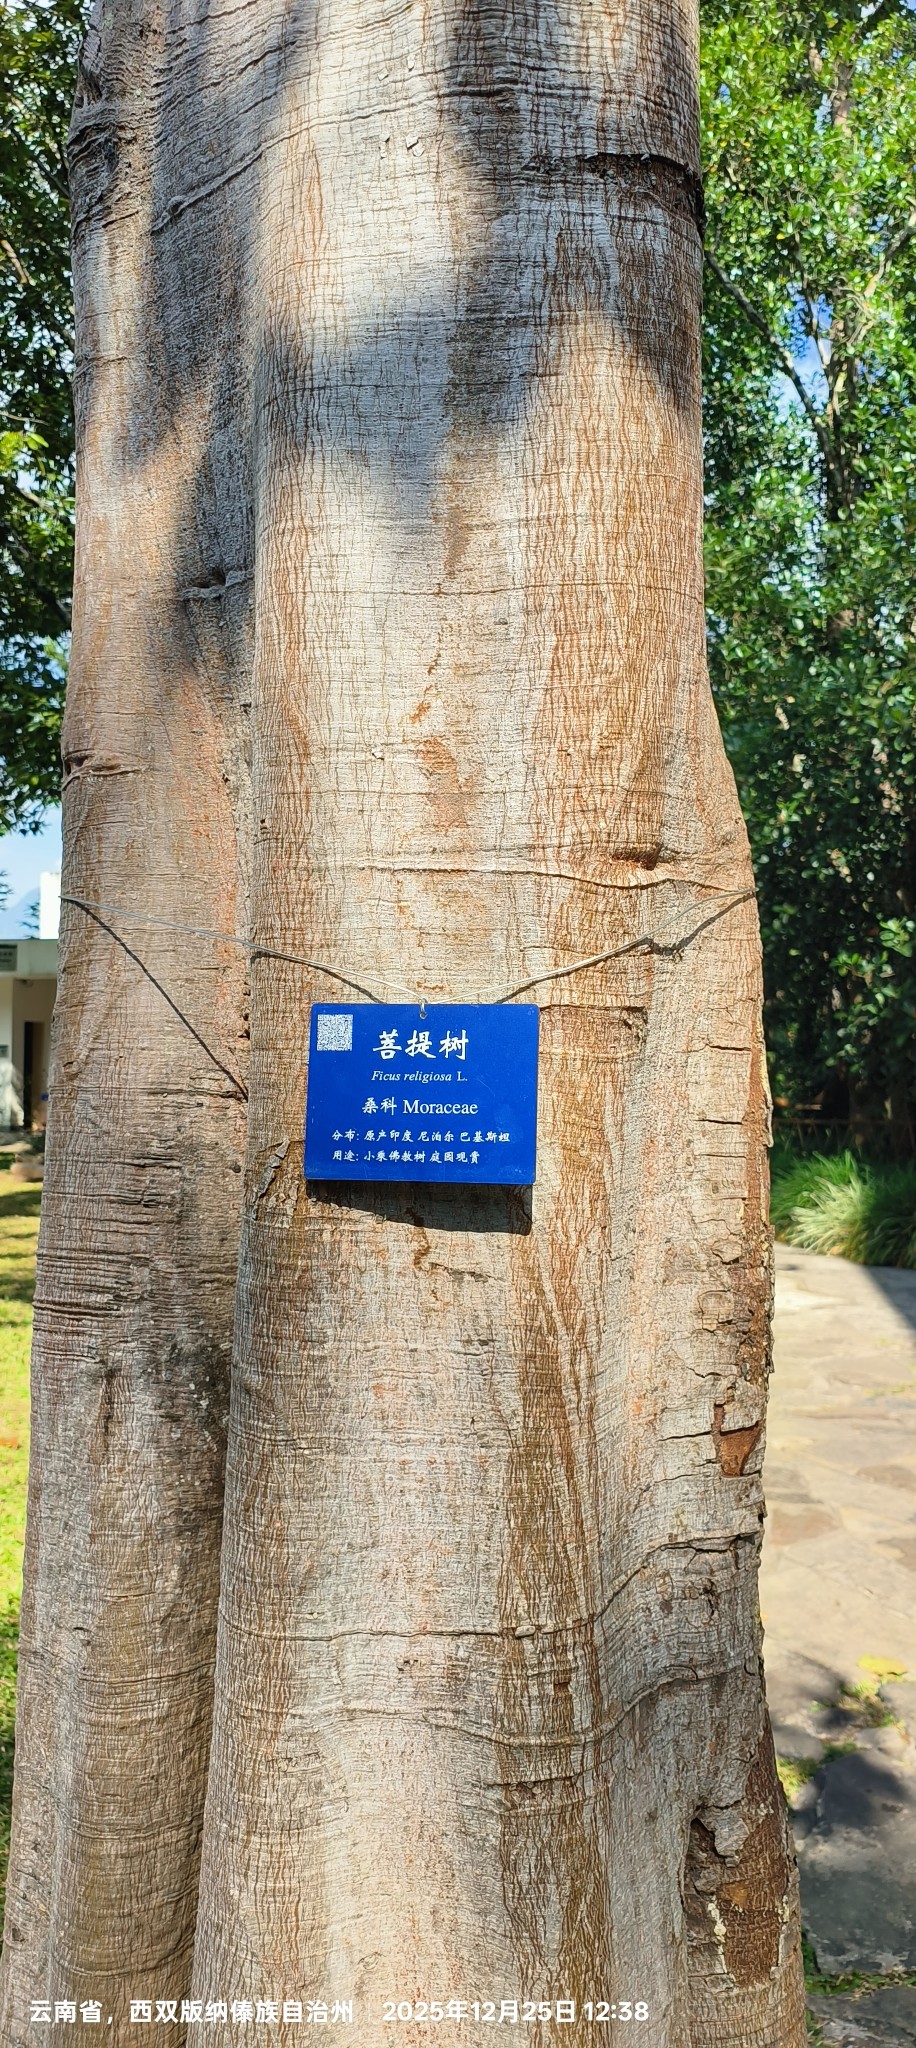 菩提树
Ficus religiosa L.
桑科 Moraceae
分布: 原产印度 尼泊尔 巴基斯坦
用途: 小乘佛教树 庭园观赏
云南省，西双版纳傣族自治州 2025年12月25日 12:38